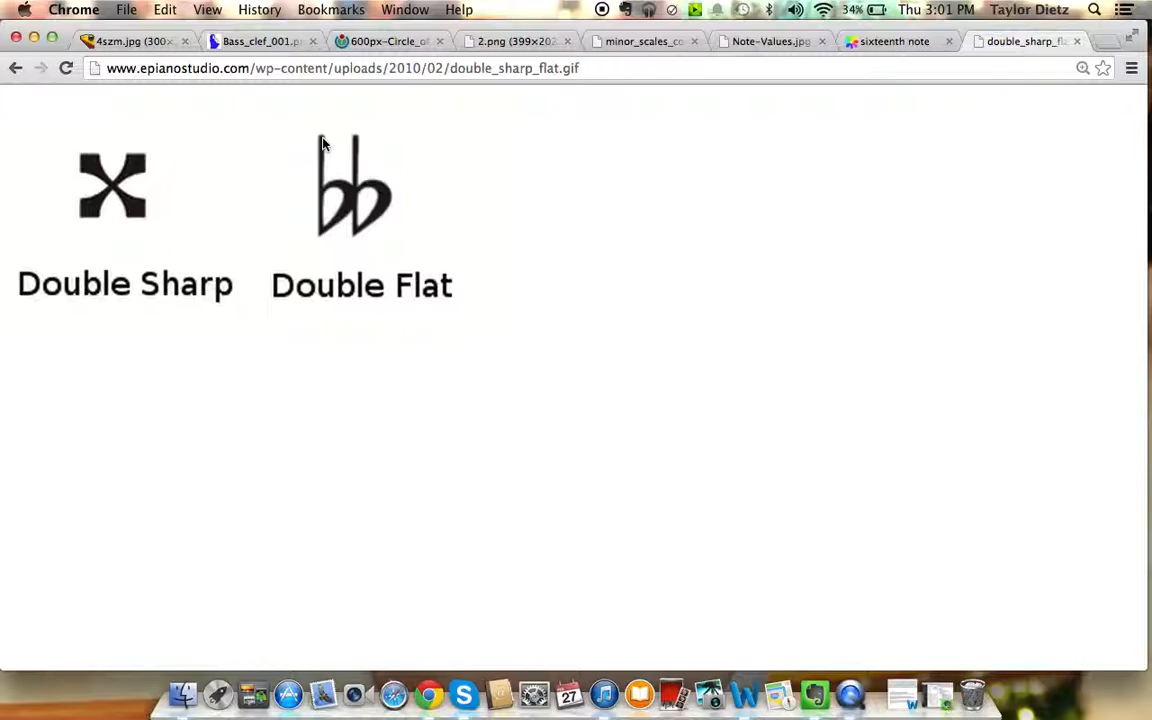 Chrome File Edit View History Bookmarks Window Help 34% Thu 3:01 PM Taylor Dietz
4szm.jpg (300× Bass_clef_001.pn 600px-Circle_of 2.png (399×202 minor_scales_co Note-Values.jpg sixteenth note double_sharp_fl
www.epianostudio.com/wp-content/uploads/2010/02/double_sharp_flat.gif
Double Sharp Double Flat
27